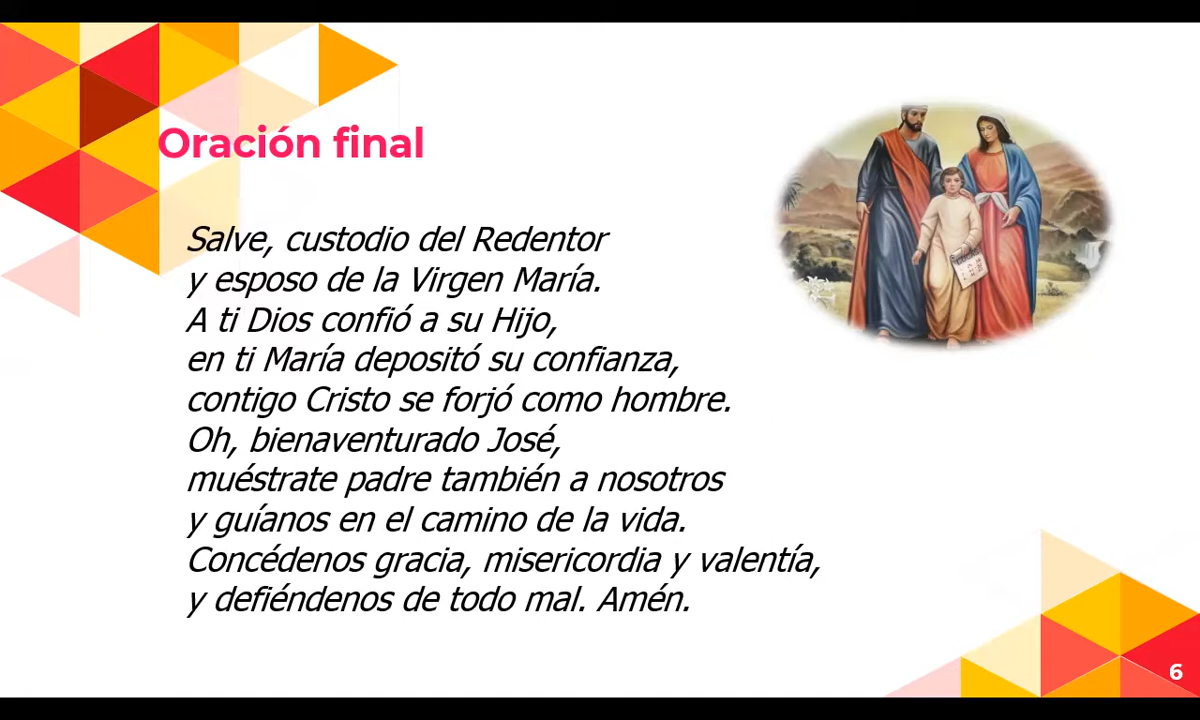 Oración final
Salve, custodio del Redentor
y esposo de la Virgen María.
A ti Dios confió a su Hijo,
en ti María depositó su confianza,
contigo Cristo se forjó como hombre.
Oh, bienaventurado José,
muéstrate padre también a nosotros
y guíanos en el camino de la vida.
Concédenos gracia, misericordia y valentía,
y defiéndenos de todo mal. Amén.
6